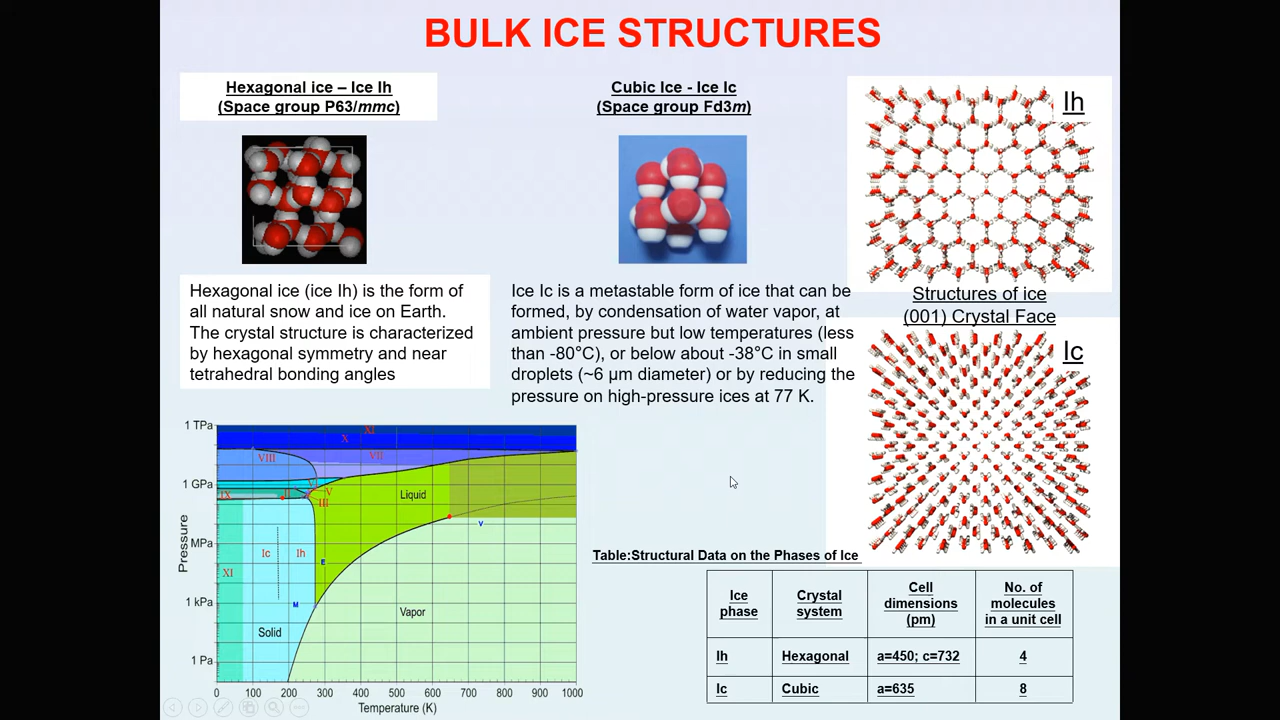 BULK ICE STRUCTURES
Hexagonal ice – Ice Ih
(Space group P63/mmc)
Cubic Ice - Ice Ic
(Space group Fd3m)
Ih
Hexagonal ice (ice Ih) is the form of
all natural snow and ice on Earth.
The crystal structure is characterized
by hexagonal symmetry and near
tetrahedral bonding angles
Ice Ic is a metastable form of ice that can be
formed, by condensation of water vapor, at
ambient pressure but low temperatures (less
than -80°C), or below about -38°C in small
droplets (~6 µm diameter) or by reducing the
pressure on high-pressure ices at 77 K.
Structures of ice
(001) Crystal Face
Ic
1 TPa
1 GPa
MPa
1 kPa
1 Pa
Pressure
XI
X
VIII
VII
VI
V
IX
II
III
Liquid
V
Ic
Ih
E
XI
M
Vapor
Solid
0 100 200 300 400 500 600 700 800 900 1000
Temperature (K)
Table:Structural Data on the Phases of Ice
Ice phase
Crystal system
Cell dimensions (pm)
No. of molecules in a unit cell
Ih Hexagonal a=450; c=732 4
Ic Cubic a=635 8